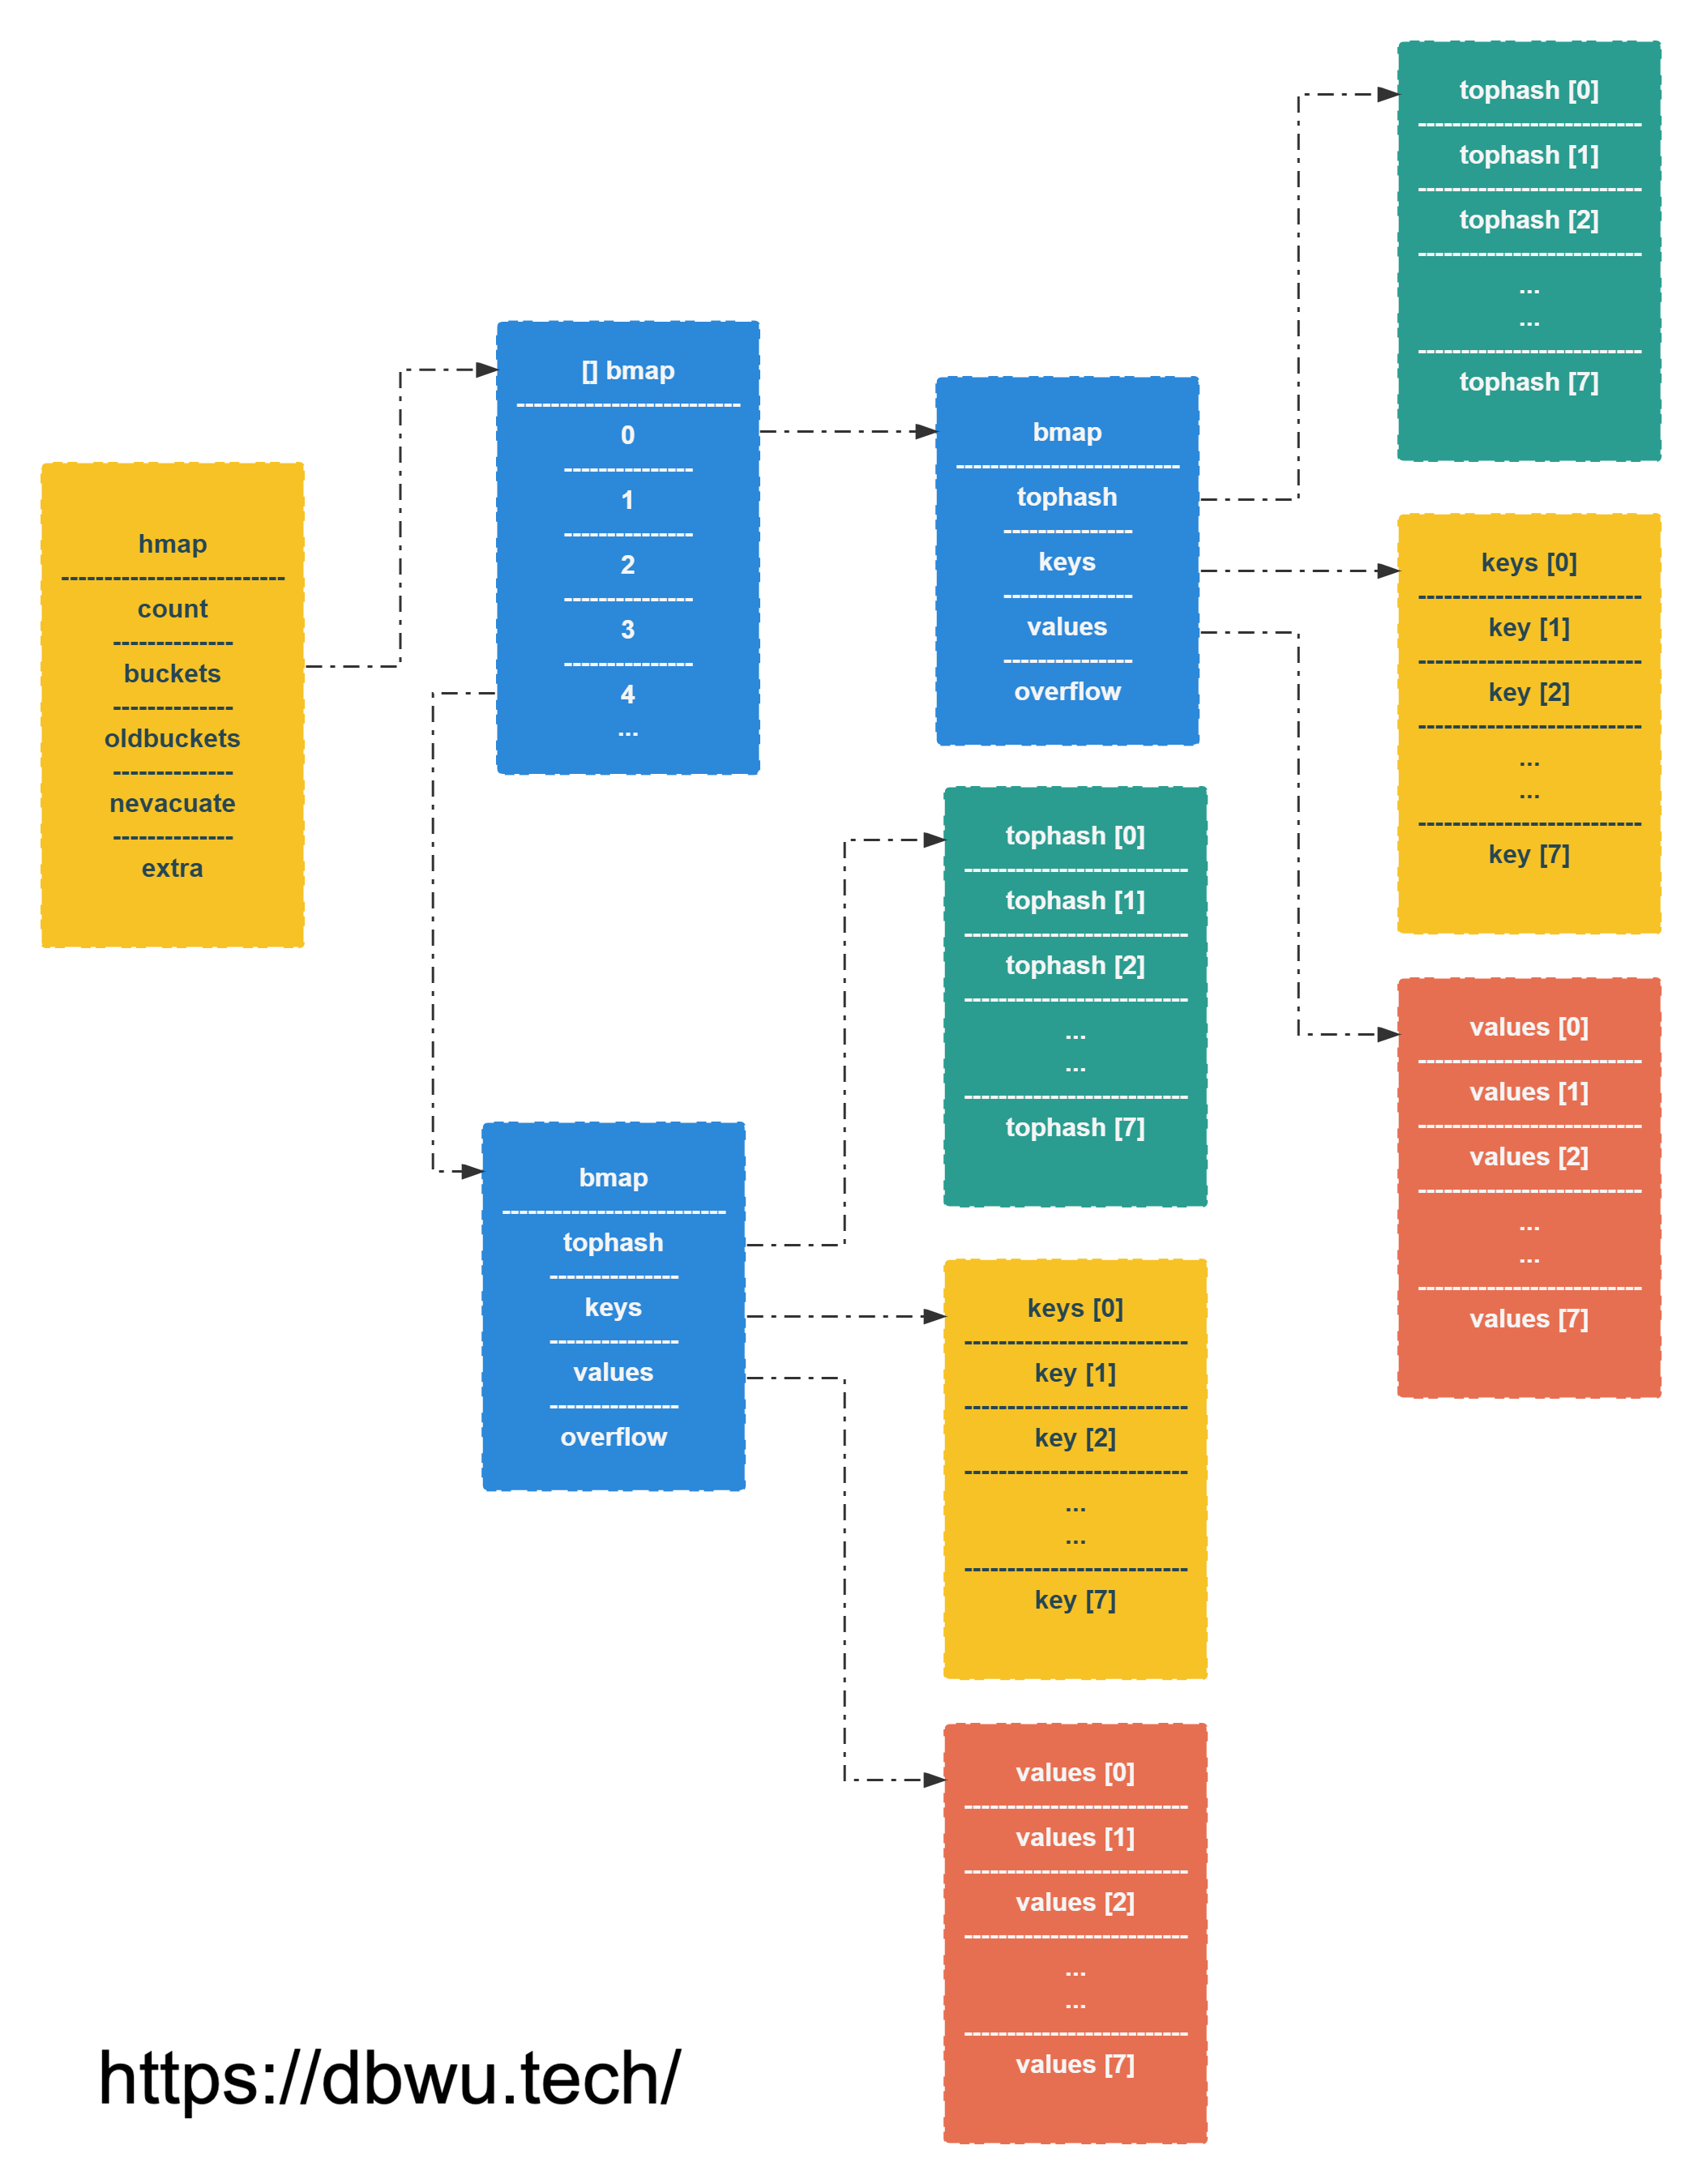 hmap
count
buckets
oldbuckets
nevacuate
extra
[] bmap
0
1
2
3
4
...
bmap
tophash
keys
values
overflow
tophash [0]
tophash [1]
tophash [2]
...
...
tophash [7]
keys [0]
key [1]
key [2]
...
...
key [7]
values [0]
values [1]
values [2]
...
...
values [7]
bmap
tophash
keys
values
overflow
tophash [0]
tophash [1]
tophash [2]
...
...
tophash [7]
keys [0]
key [1]
key [2]
...
...
key [7]
values [0]
values [1]
values [2]
...
...
values [7]
https://dbwu.tech/